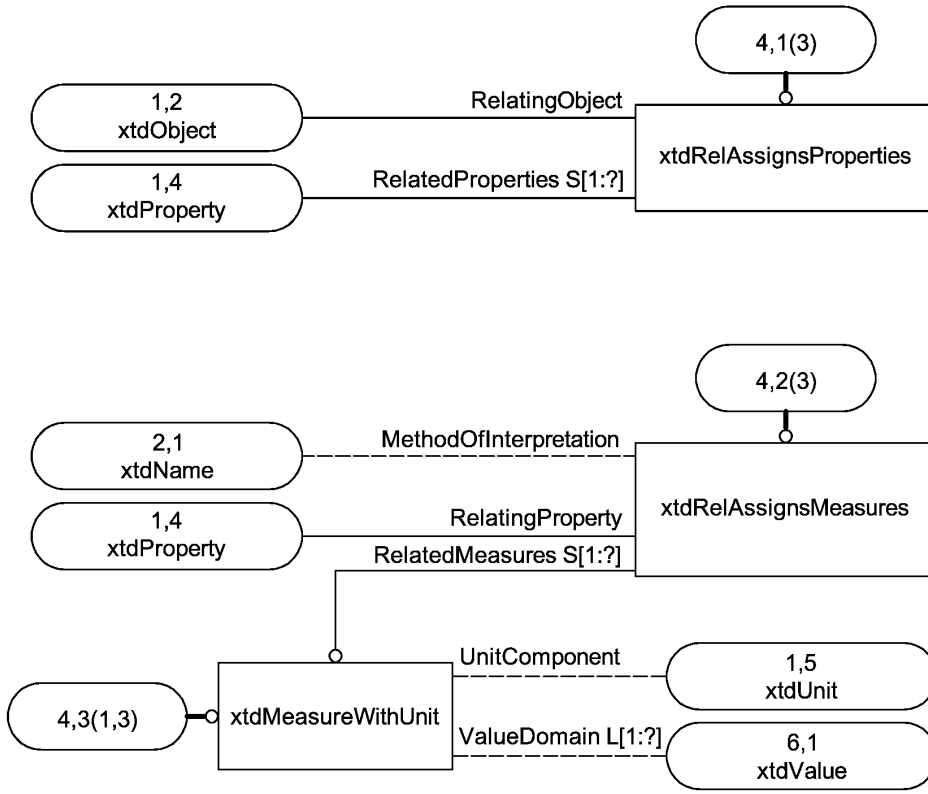 4,1(3)
1,2
xtdObject
RelatingObject
xtdRelAssignsProperties
1,4
xtdProperty
RelatedProperties S[1:?]
4,2(3)
2,1
xtdName
MethodOfInterpretation
xtdRelAssignsMeasures
1,4
xtdProperty
RelatingProperty
RelatedMeasures S[1:?]
4,3(1,3)
xtdMeasureWithUnit
UnitComponent
1,5
xtdUnit
ValueDomain L[1:?]
6,1
xtdValue